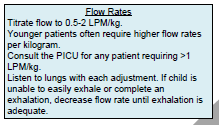 Flow Rates
Titrate flow to 0.5-2 LPM/kg.
Younger patients often require higher flow rates
per kilogram.
Consult the PICU for any patient requiring >1
LPM/kg.
Listen to lungs with each adjustment. If child is
unable to easily exhale or complete an
exhalation, decrease flow rate until exhalation is
adequate.